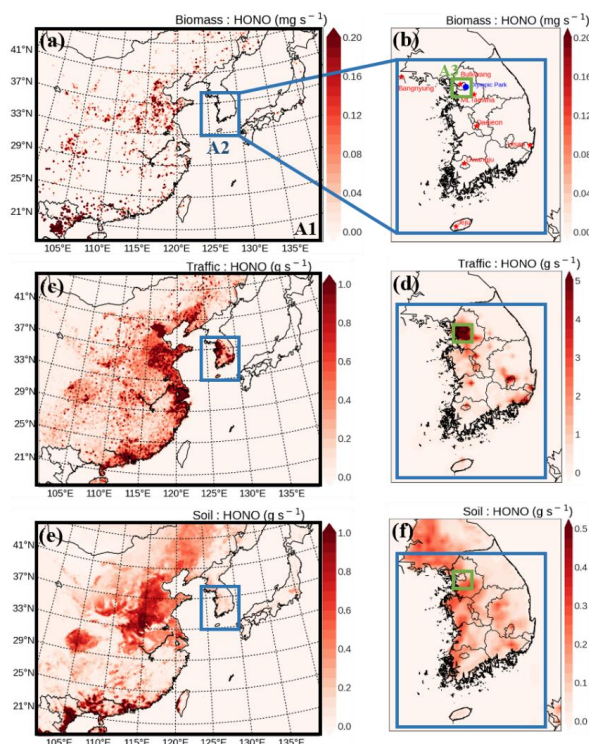 Biomass : HONO (mg s⁻¹)
(a)
44°N
41°N
37°N
33°N
29°N
25°N
21°N
105°E 110°E 115°E 120°E 125°E 130°E 135°E
A2
A1
0.20
0.16
0.12
0.08
0.04
0.00
Biomass : HONO (mg s⁻¹)
(b)
A3
Bulkwang
Olympic Park
Bangnyung
Mt.Taehwa
Daejeon
Gwangju
0.20
0.16
0.12
0.08
0.04
0.00
Traffic : HONO (g s⁻¹)
(c)
44°N
41°N
37°N
33°N
29°N
25°N
21°N
105°E 110°E 115°E 120°E 125°E 130°E 135°E
1.0
0.8
0.6
0.4
0.2
0.0
Traffic : HONO (g s⁻¹)
(d)
5
4
3
2
1
0
Soil : HONO (g s⁻¹)
(e)
44°N
41°N
37°N
33°N
29°N
25°N
21°N
105°E 110°E 115°E 120°E 125°E 130°E 135°E
1.0
0.8
0.6
0.4
0.2
0.0
Soil : HONO (g s⁻¹)
(f)
0.5
0.4
0.3
0.2
0.1
0.0